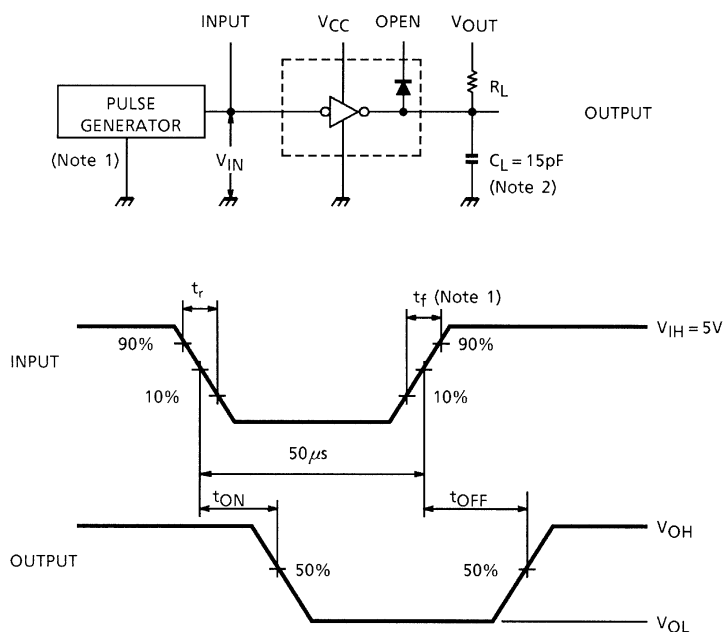 INPUT
VCC
OPEN
VOUT
PULSE
GENERATOR
(Note 1)
VIN
RL
OUTPUT
CL = 15pF
(Note 2)
tr
tf (Note 1)
VIH = 5V
90%
90%
INPUT
10%
10%
50μs
tON
tOFF
VOH
OUTPUT
50%
50%
VOL